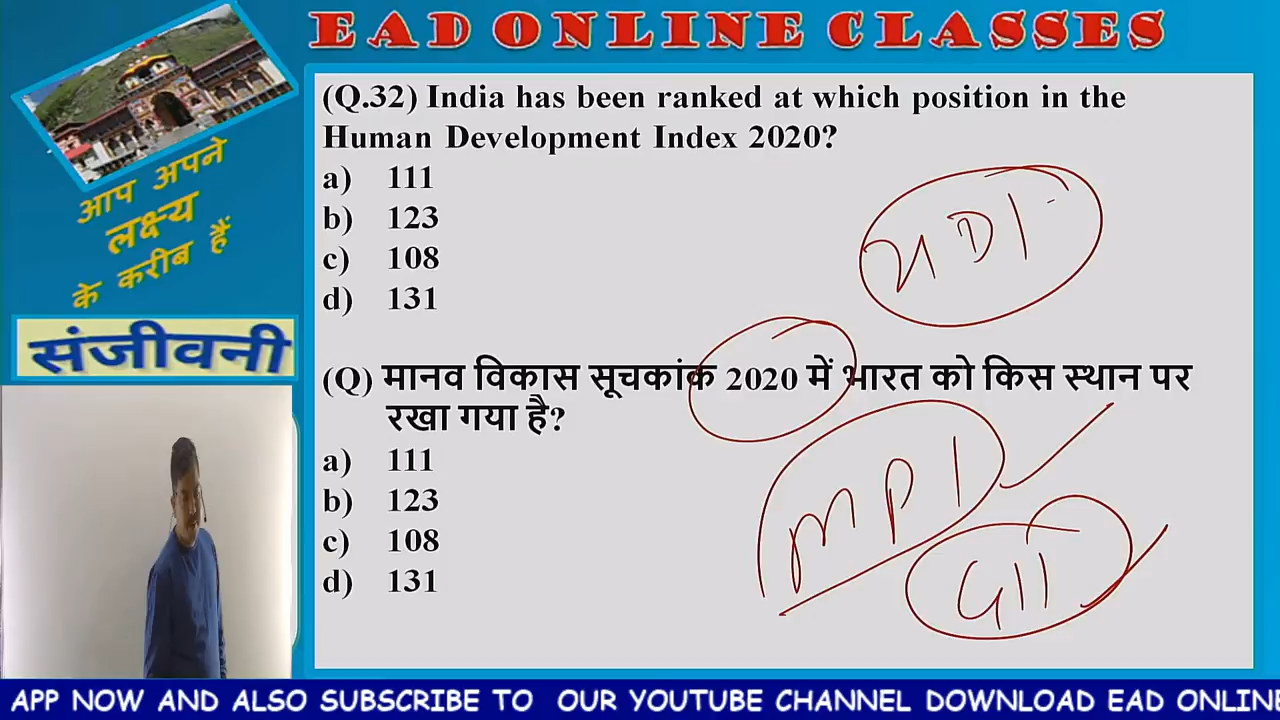 EAD ONLINE CLASSES
आप अपने
लक्ष्य
के करीब हैं
संजीवनी
(Q.32) India has been ranked at which position in the
Human Development Index 2020?
a) 111
b) 123
c) 108
d) 131
HDI
(Q) मानव विकास सूचकांक 2020 में भारत को किस स्थान पर
रखा गया है?
a) 111
b) 123
c) 108
d) 131
MPI
GII
APP NOW AND ALSO SUBSCRIBE TO OUR YOUTUBE CHANNEL DOWNLOAD EAD ONLINE